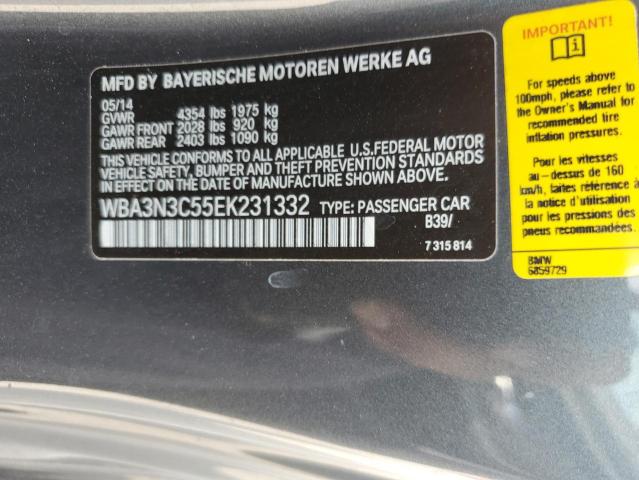 MFD BY BAYERISCHE MOTOREN WERKE AG
05/14
GVWR 4354 lbs 1975 kg
GAWR FRONT 2028 lbs 920 kg
GAWR REAR 2403 lbs 1090 kg
THIS VEHICLE CONFORMS TO ALL APPLICABLE U.S.FEDERAL MOTOR
VEHICLE SAFETY, BUMPER AND THEFT PREVENTION STANDARDS
IN EFFECT ON THE DATE OF MANUFACTURE SHOWN ABOVE.
WBA3N3C55EK231332 TYPE: PASSENGER CAR
B39/
7 315 814
IMPORTANT!
For speeds above
100mph, please refer to
the Owner's Manual for
recommended tire
inflation pressures.
Pour les vitesses
au-dessus de 160
km/h, faites référence à
la notice d'utilisation
pour les pressions des
pneus recommandées.
BMW
6859729